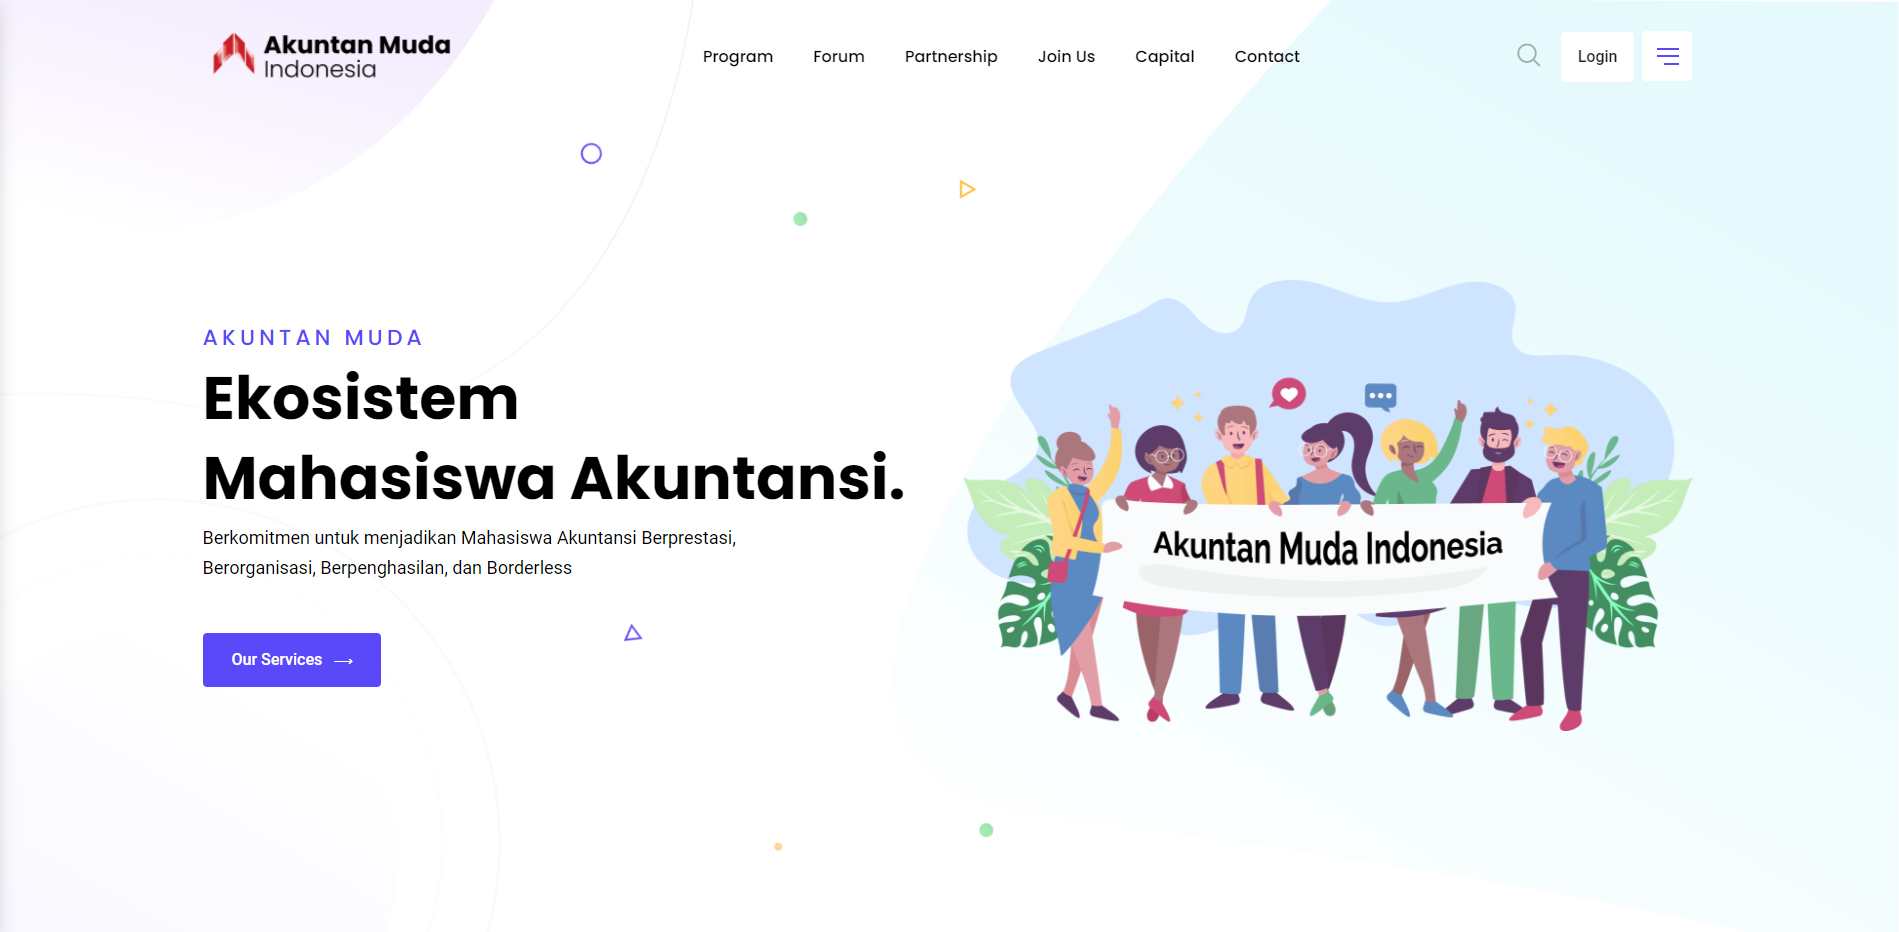 Akuntan Muda
Indonesia
Program
Forum
Partnership
Join Us
Capital
Contact
Login
AKUNTAN MUDA
Ekosistem
Mahasiswa Akuntansi.
Berkomitmen untuk menjadikan Mahasiswa Akuntansi Berprestasi,
Berorganisasi, Berpenghasilan, dan Borderless
Our Services
Akuntan Muda Indonesia